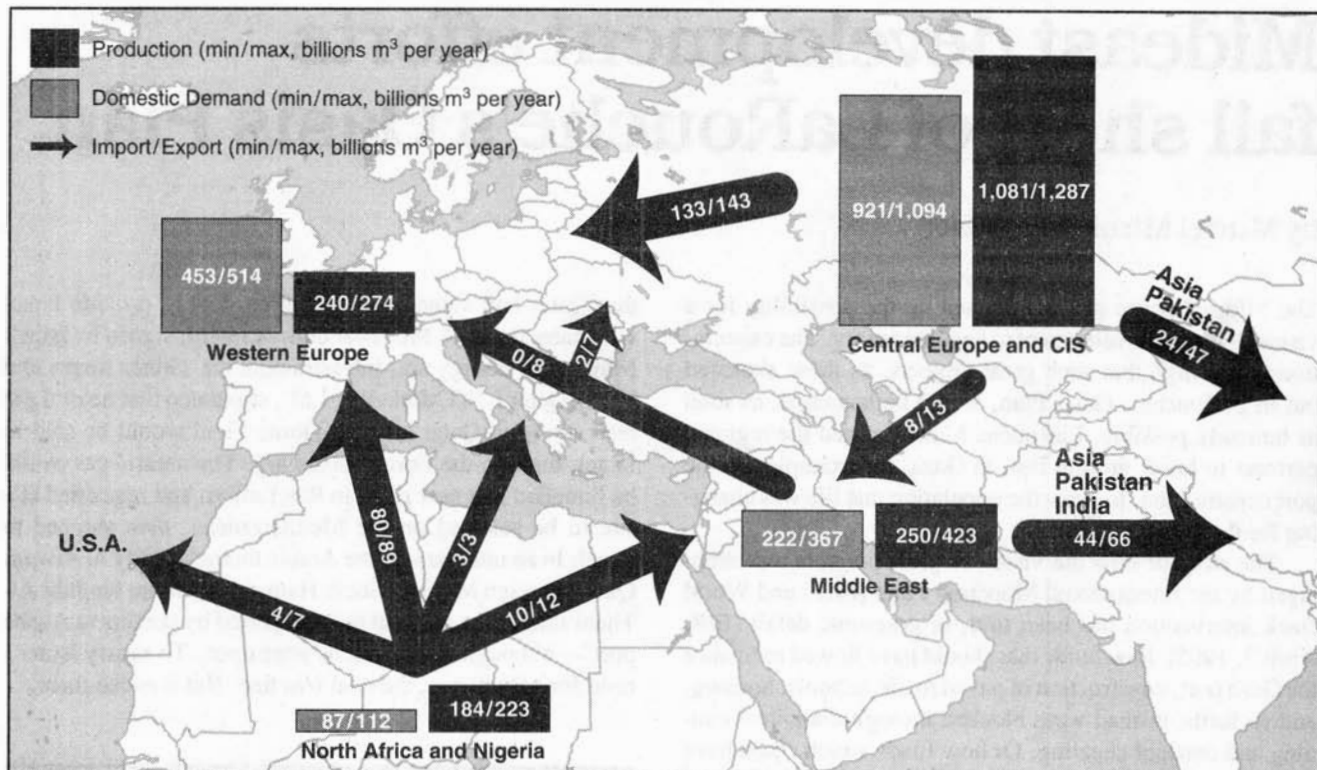 Production (min/max, billions m³ per year)
Domestic Demand (min/max, billions m³ per year)
Import/Export (min/max, billions m³ per year)
133/143
921/1,094
1,081/1,287
453/514
240/274
Western Europe
Central Europe and CIS
Asia
Pakistan
24/47
0/8
2/7
8/13
Asia
Pakistan
India
44/66
222/367
250/423
Middle East
U.S.A.
80/89
3/3
10/12
4/7
87/112
184/223
North Africa and Nigeria